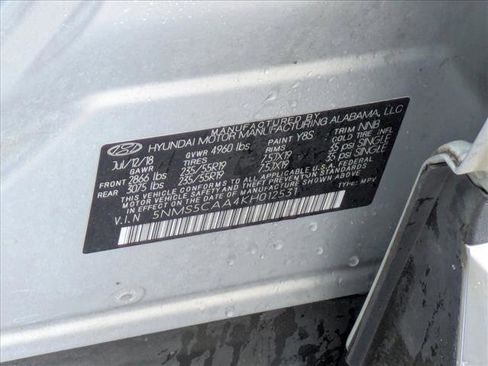 MANUFACTURED BY
HYUNDAI MOTOR MANUFACTURING ALABAMA, LLC
Jul/12/18 GVWR 4960 lbs PAINT Y8S TRIM NNB
GAWR TIRES RIMS COLD TIRE INFL
FRONT 2866 lbs 235/55R19 7.5JX19 35 psi SINGLE
REAR 3075 lbs 235/55R19 7.5JX19 35 psi SINGLE
THIS VEHICLE CONFORMS TO ALL APPLICABLE U.S.A. FEDERAL
MOTOR VEHICLE SAFETY, BUMPER AND THEFT PREVENTION STANDARDS
IN EFFECT ON THE DATE OF MANUFACTURE SHOWN ABOVE.
V.I.N 5NMS5CAA4KH012531 TYPE: MPV